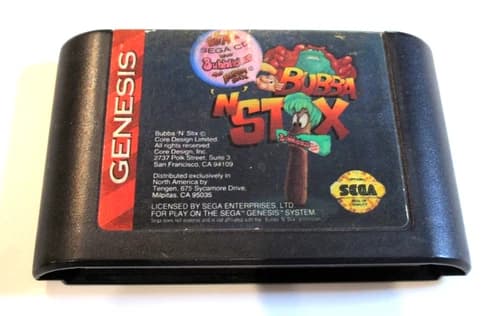 GENESIS
SEGA CD
BUBBA
'N'
STIX
Bubba 'N' Stix ©
Core Design Limited.
All rights reserved
Core Design, Inc.
2737 Polk Street, Suite 3
San Francisco, CA 94109
Distributed exclusively in
North America by
Tengen, 675 Sycamore Drive,
Milpitas, CA 95035
LICENSED BY SEGA ENTERPRISES, LTD
FOR PLAY ON THE SEGA™ GENESIS™ SYSTEM.
SEGA